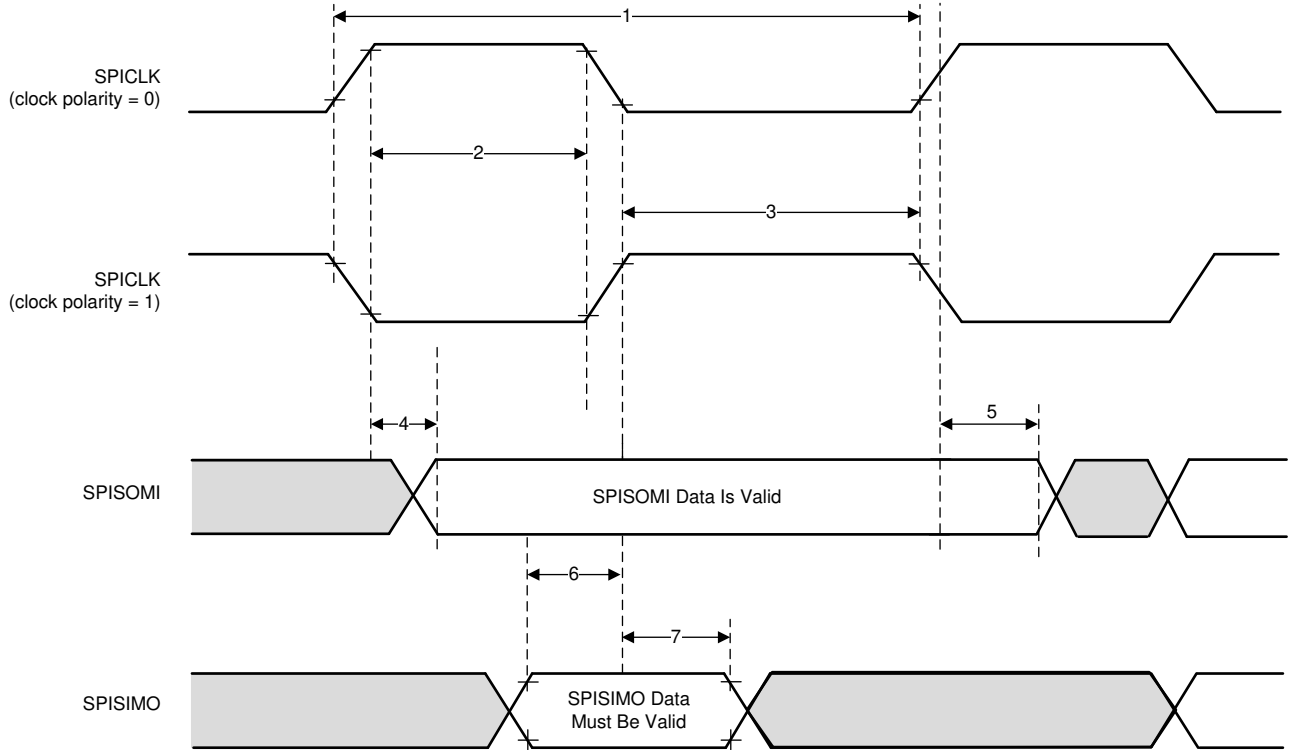 1
SPICLK
(clock polarity = 0)
2
3
SPICLK
(clock polarity = 1)
4
5
SPISOMI
SPISOMI Data Is Valid
6
7
SPISIMO
SPISIMO Data
Must Be Valid